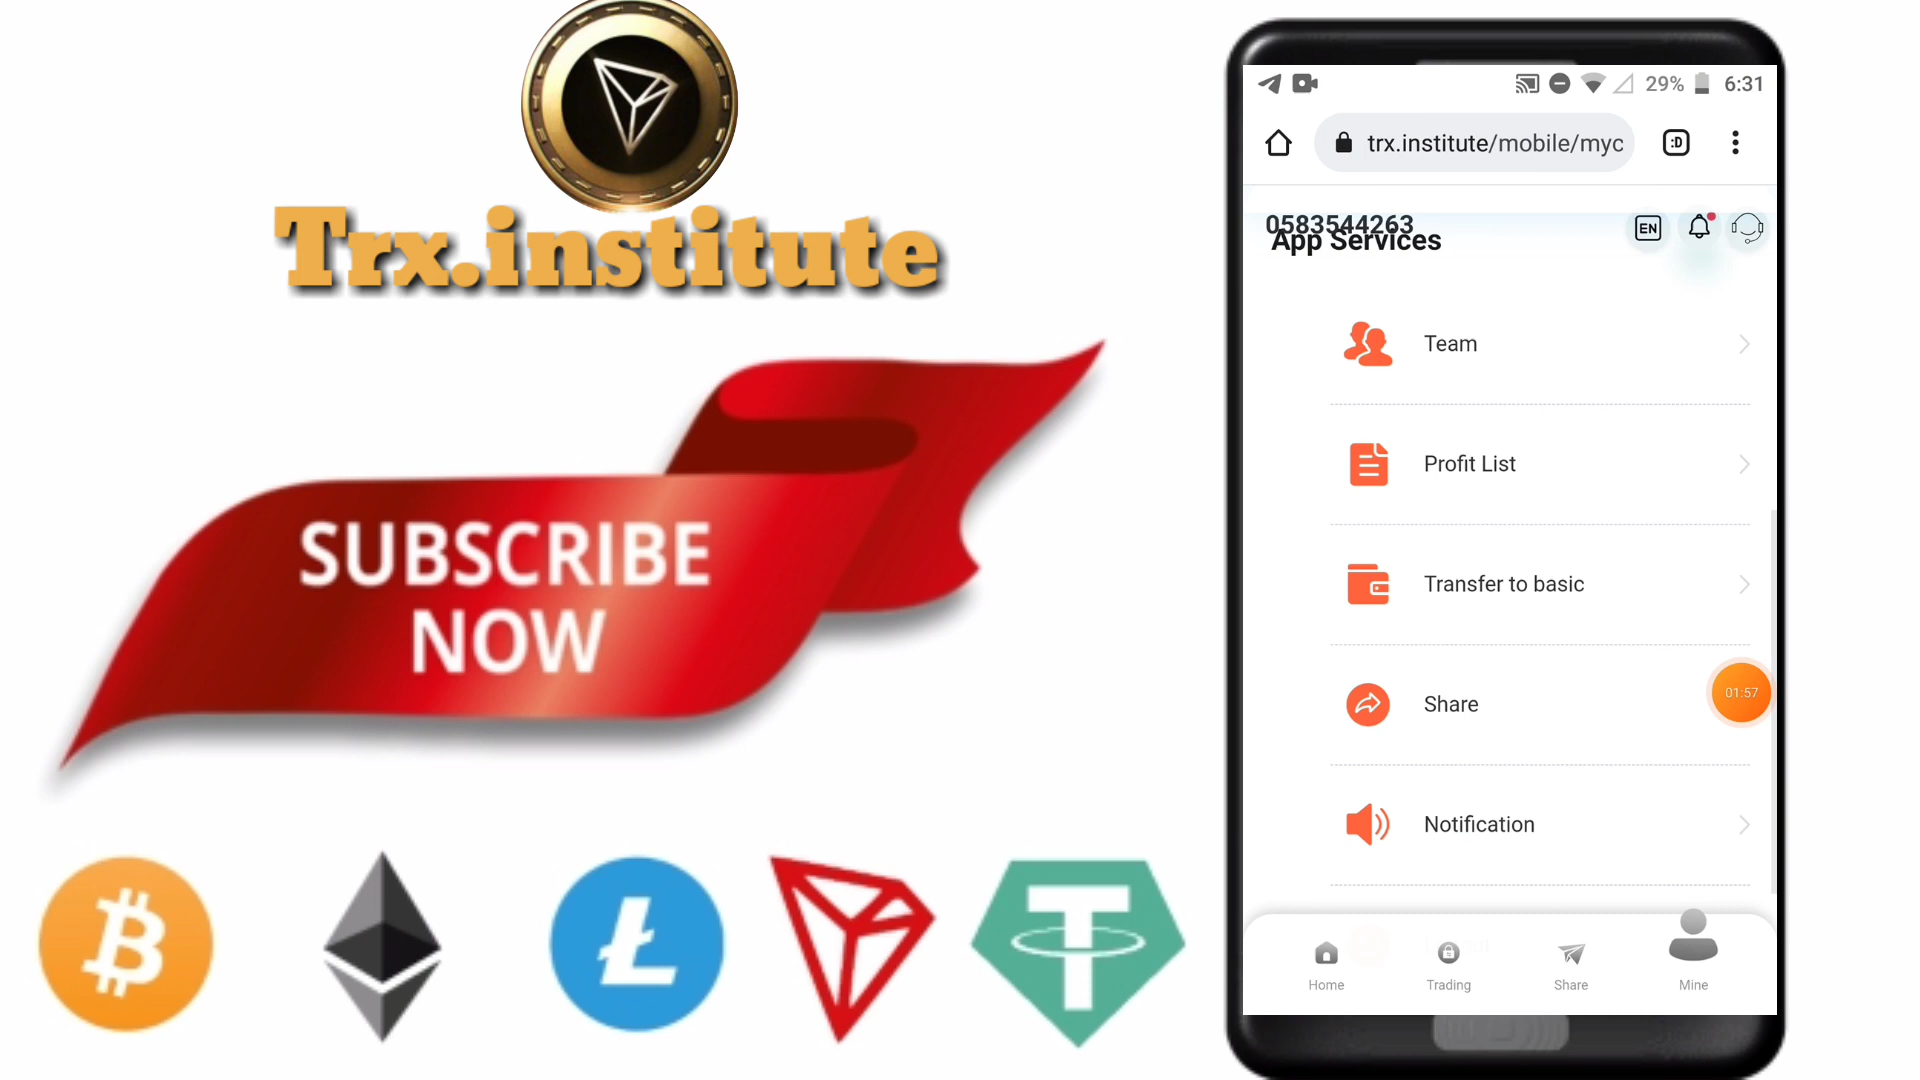 Trx.institute
SUBSCRIBE
NOW
29% 6:31
trx.institute/mobile/myc
:D
0583544263
App Services
EN
Team
Profit List
Transfer to basic
Share
01:57
Notification
Home
Trading
Share
Mine